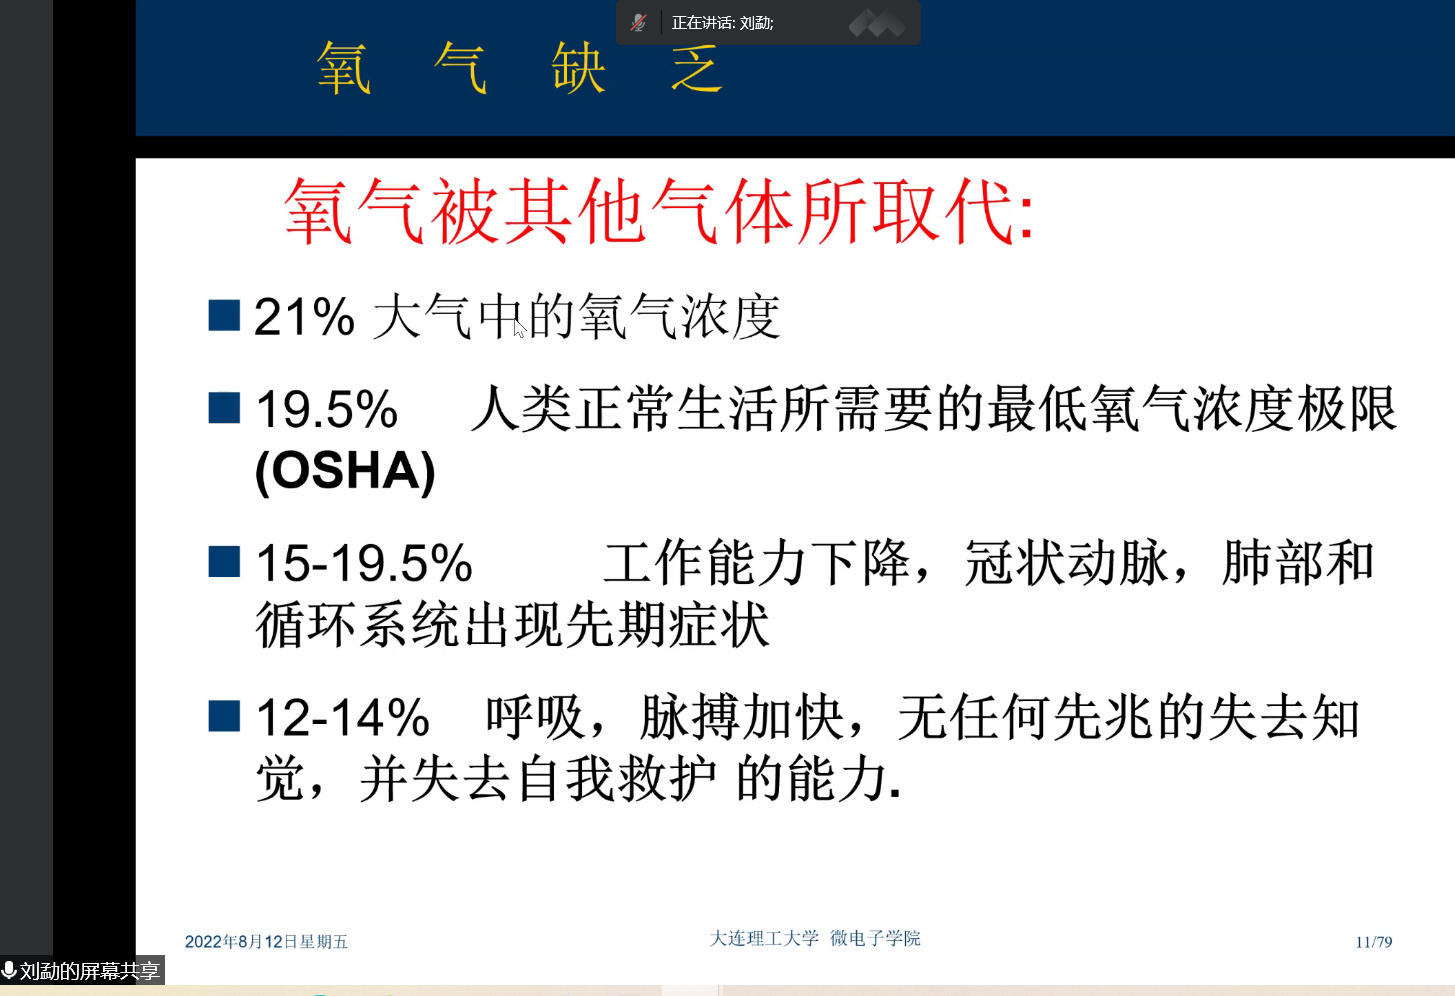 正在讲话: 刘勐;
氧 气 缺 乏
氧气被其他气体所取代:
21% 大气中的氧气浓度
19.5% 人类正常生活所需要的最低氧气浓度极限
(OSHA)
15-19.5% 工作能力下降，冠状动脉，肺部和
循环系统出现先期症状
12-14% 呼吸，脉搏加快，无任何先兆的失去知
觉，并失去自我救护 的能力.
2022年8月12日星期五
大连理工大学 微电子学院
11/79
刘勐的屏幕共享